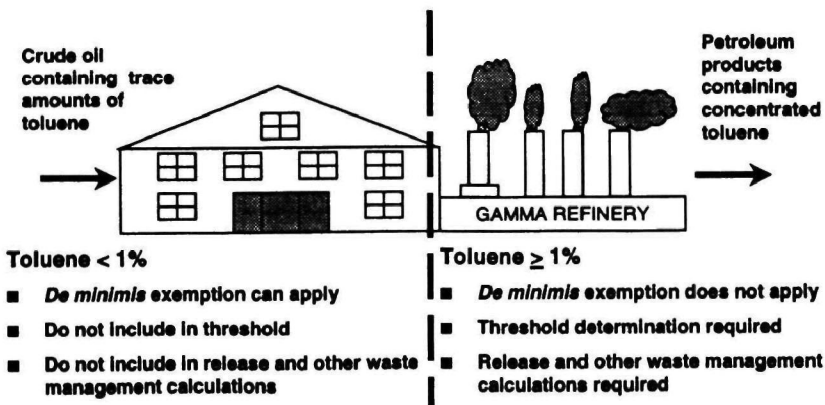 Crude oil
containing trace
amounts of
toluene
Petroleum
products
containing
concentrated
toluene
GAMMA REFINERY
Toluene < 1%
■ De minimis exemption can apply
■ Do not include in threshold
■ Do not include in release and other waste
management calculations
Toluene ≥ 1%
■ De minimis exemption does not apply
■ Threshold determination required
■ Release and other waste management
calculations required